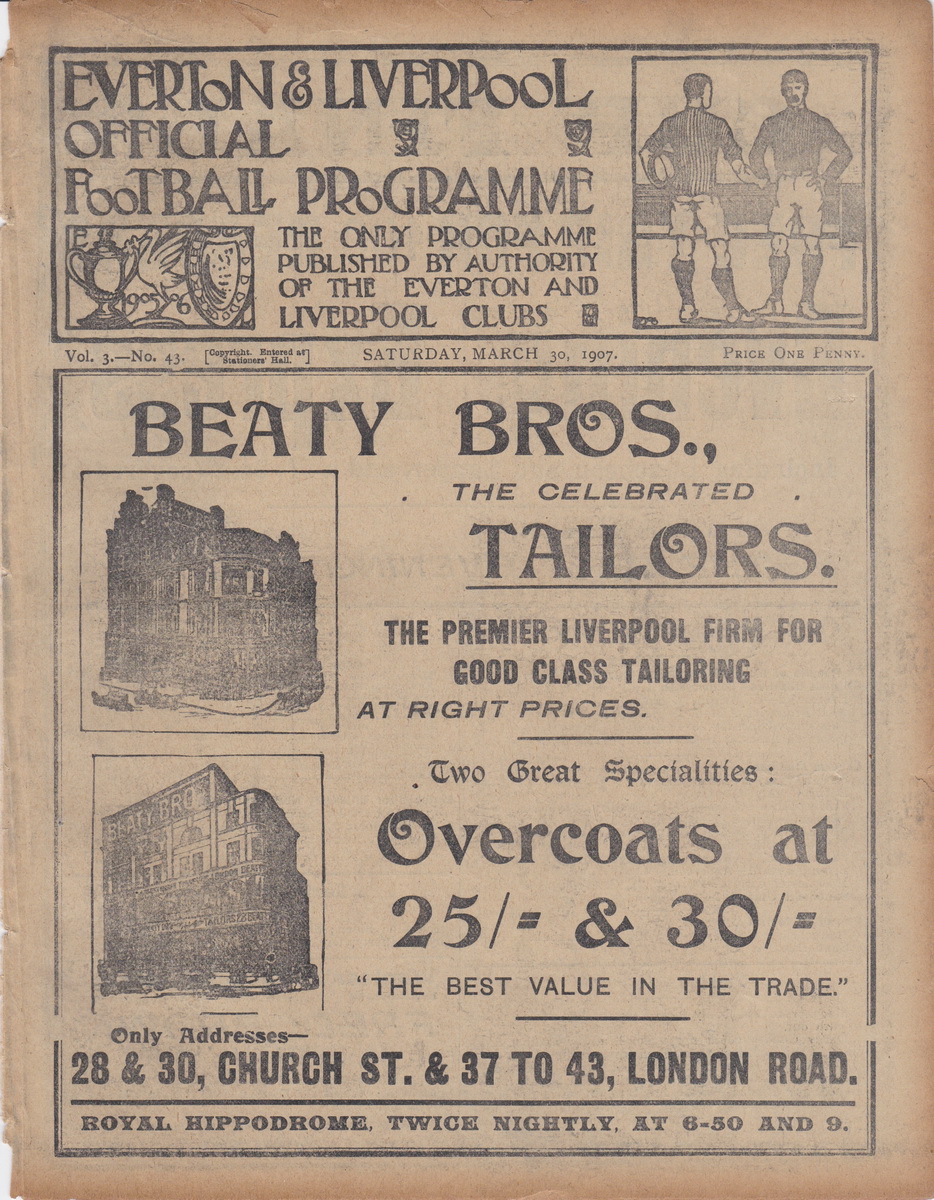 EVERTON & LIVERPOOL
OFFICIAL
FOOTBALL PROGRAMME
THE ONLY PROGRAMME
PUBLISHED BY AUTHORITY
OF THE EVERTON AND
LIVERPOOL CLUBS
E
1905 06
Vol. 3.—No. 43. [Copyright. Entered at Stationers' Hall.] SATURDAY, MARCH 30, 1907. PRICE ONE PENNY.
BEATY BROS.,
. THE CELEBRATED .
TAILORS.
THE PREMIER LIVERPOOL FIRM FOR
GOOD CLASS TAILORING
AT RIGHT PRICES.
Two Great Specialities:
BEATY BRO
Overcoats at
25/- & 30/-
"THE BEST VALUE IN THE TRADE."
Only Addresses—
28 & 30, CHURCH ST. & 37 TO 43, LONDON ROAD.
ROYAL HIPPODROME, TWICE NIGHTLY, AT 6-50 AND 9.